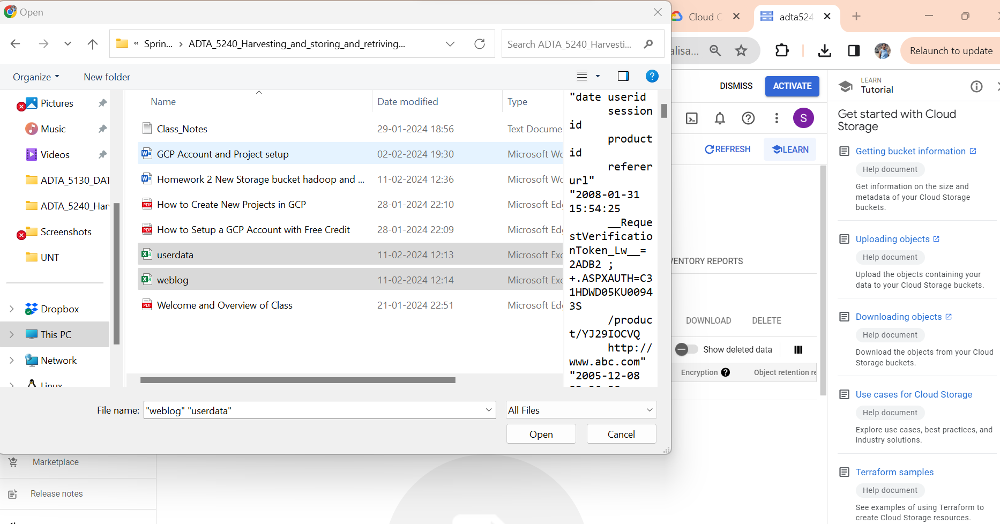 Open
« Sprin... › ADTA_5240_Harvesting_and_storing_and_retriving...
Search ADTA_5240_Harvesti...
Organize
New folder
?
Pictures
Music
Videos
ADTA_5130_DAT
ADTA_5240_Har
Screenshots
UNT
Dropbox
This PC
Network
Linux
Name Date modified Type
Class_Notes 29-01-2024 18:56 Text Docume
GCP Account and Project setup 02-02-2024 19:30 Microsoft Wo
Homework 2 New Storage bucket hadoop and ... 11-02-2024 12:36 Microsoft Wo
How to Create New Projects in GCP 28-01-2024 22:10 Microsoft Ed
How to Setup a GCP Account with Free Credit 28-01-2024 22:09 Microsoft Ed
userdata 11-02-2024 12:13 Microsoft Exc
weblog 11-02-2024 12:14 Microsoft Exc
Welcome and Overview of Class 21-01-2024 22:51 Microsoft Ed
"date userid
session
id
product
id
referer
url"
"2008-01-31
15:54:25
__Reque
stVerificatio
nToken_Lw__=
2ADB2 ;
+.ASPXAUTH=C3
1HDWD05KU0094
3S
/produc
t/YJ29IOCVQ
http://
www.abc.com"
"2005-12-08
File name: "weblog" "userdata"
All Files
Open
Cancel
Marketplace
Release notes
Cloud C
adta524
alisa...
Relaunch to update
DISMISS
ACTIVATE
S
REFRESH
LEARN
VENTORY REPORTS
DOWNLOAD DELETE
Show deleted data
Encryption ? Object retention re
LEARN
Tutorial
Get started with Cloud
Storage
Getting bucket information
Help document
Get information on the size and
metadata of your Cloud Storage
buckets.
Uploading objects
Help document
Upload the objects containing your
data to your Cloud Storage buckets.
Downloading objects
Help document
Download the objects from your Cloud
Storage buckets.
Use cases for Cloud Storage
Help document
Explore use cases, best practices, and
industry solutions.
Terraform samples
Help document
See examples of using Terraform to
create Cloud Storage resources.